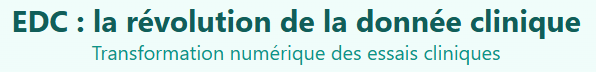 EDC : la révolution de la donnée clinique
Transformation numérique des essais cliniques